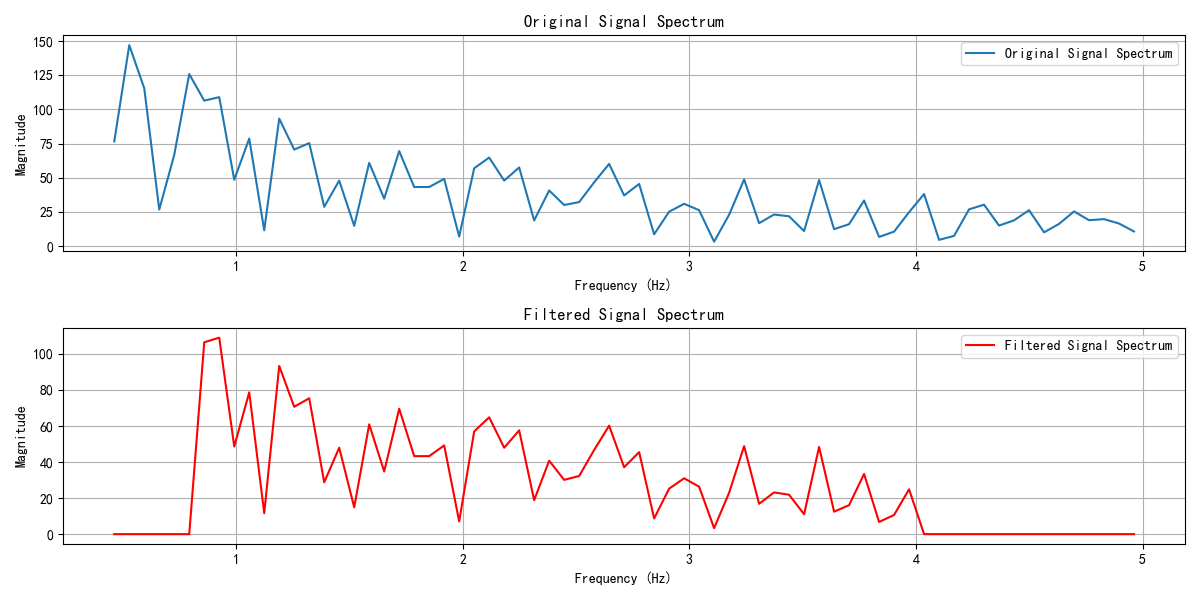 Original Signal Spectrum
150
125
100
75
50
25
0
Magnitude
Original Signal Spectrum
1
2
3
4
5
Frequency (Hz)
Filtered Signal Spectrum
100
80
60
40
20
0
Magnitude
Filtered Signal Spectrum
1
2
3
4
5
Frequency (Hz)